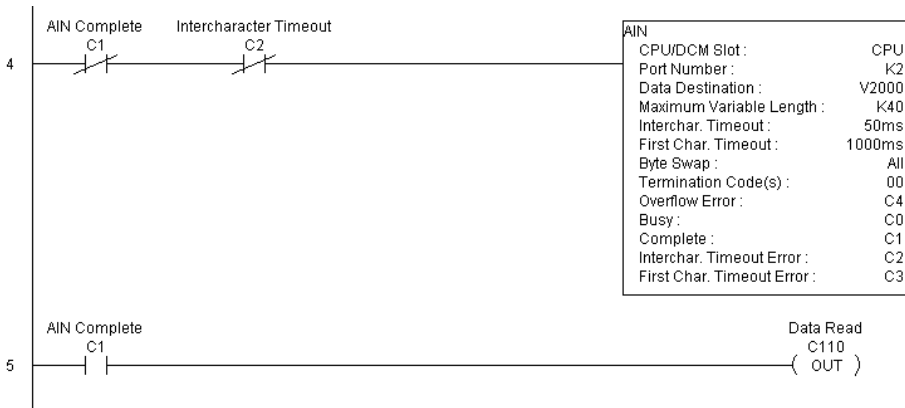 AIN Complete Intercharacter Timeout
C1 C2
4
AIN
CPU/DCM Slot : CPU
Port Number : K2
Data Destination : V2000
Maximum Variable Length : K40
Interchar. Timeout : 50ms
First Char. Timeout : 1000ms
Byte Swap : All
Termination Code(s) : 00
Overflow Error : C4
Busy : C0
Complete : C1
Interchar. Timeout Error : C2
First Char. Timeout Error : C3
AIN Complete Data Read
C1 C110
5 ( OUT )